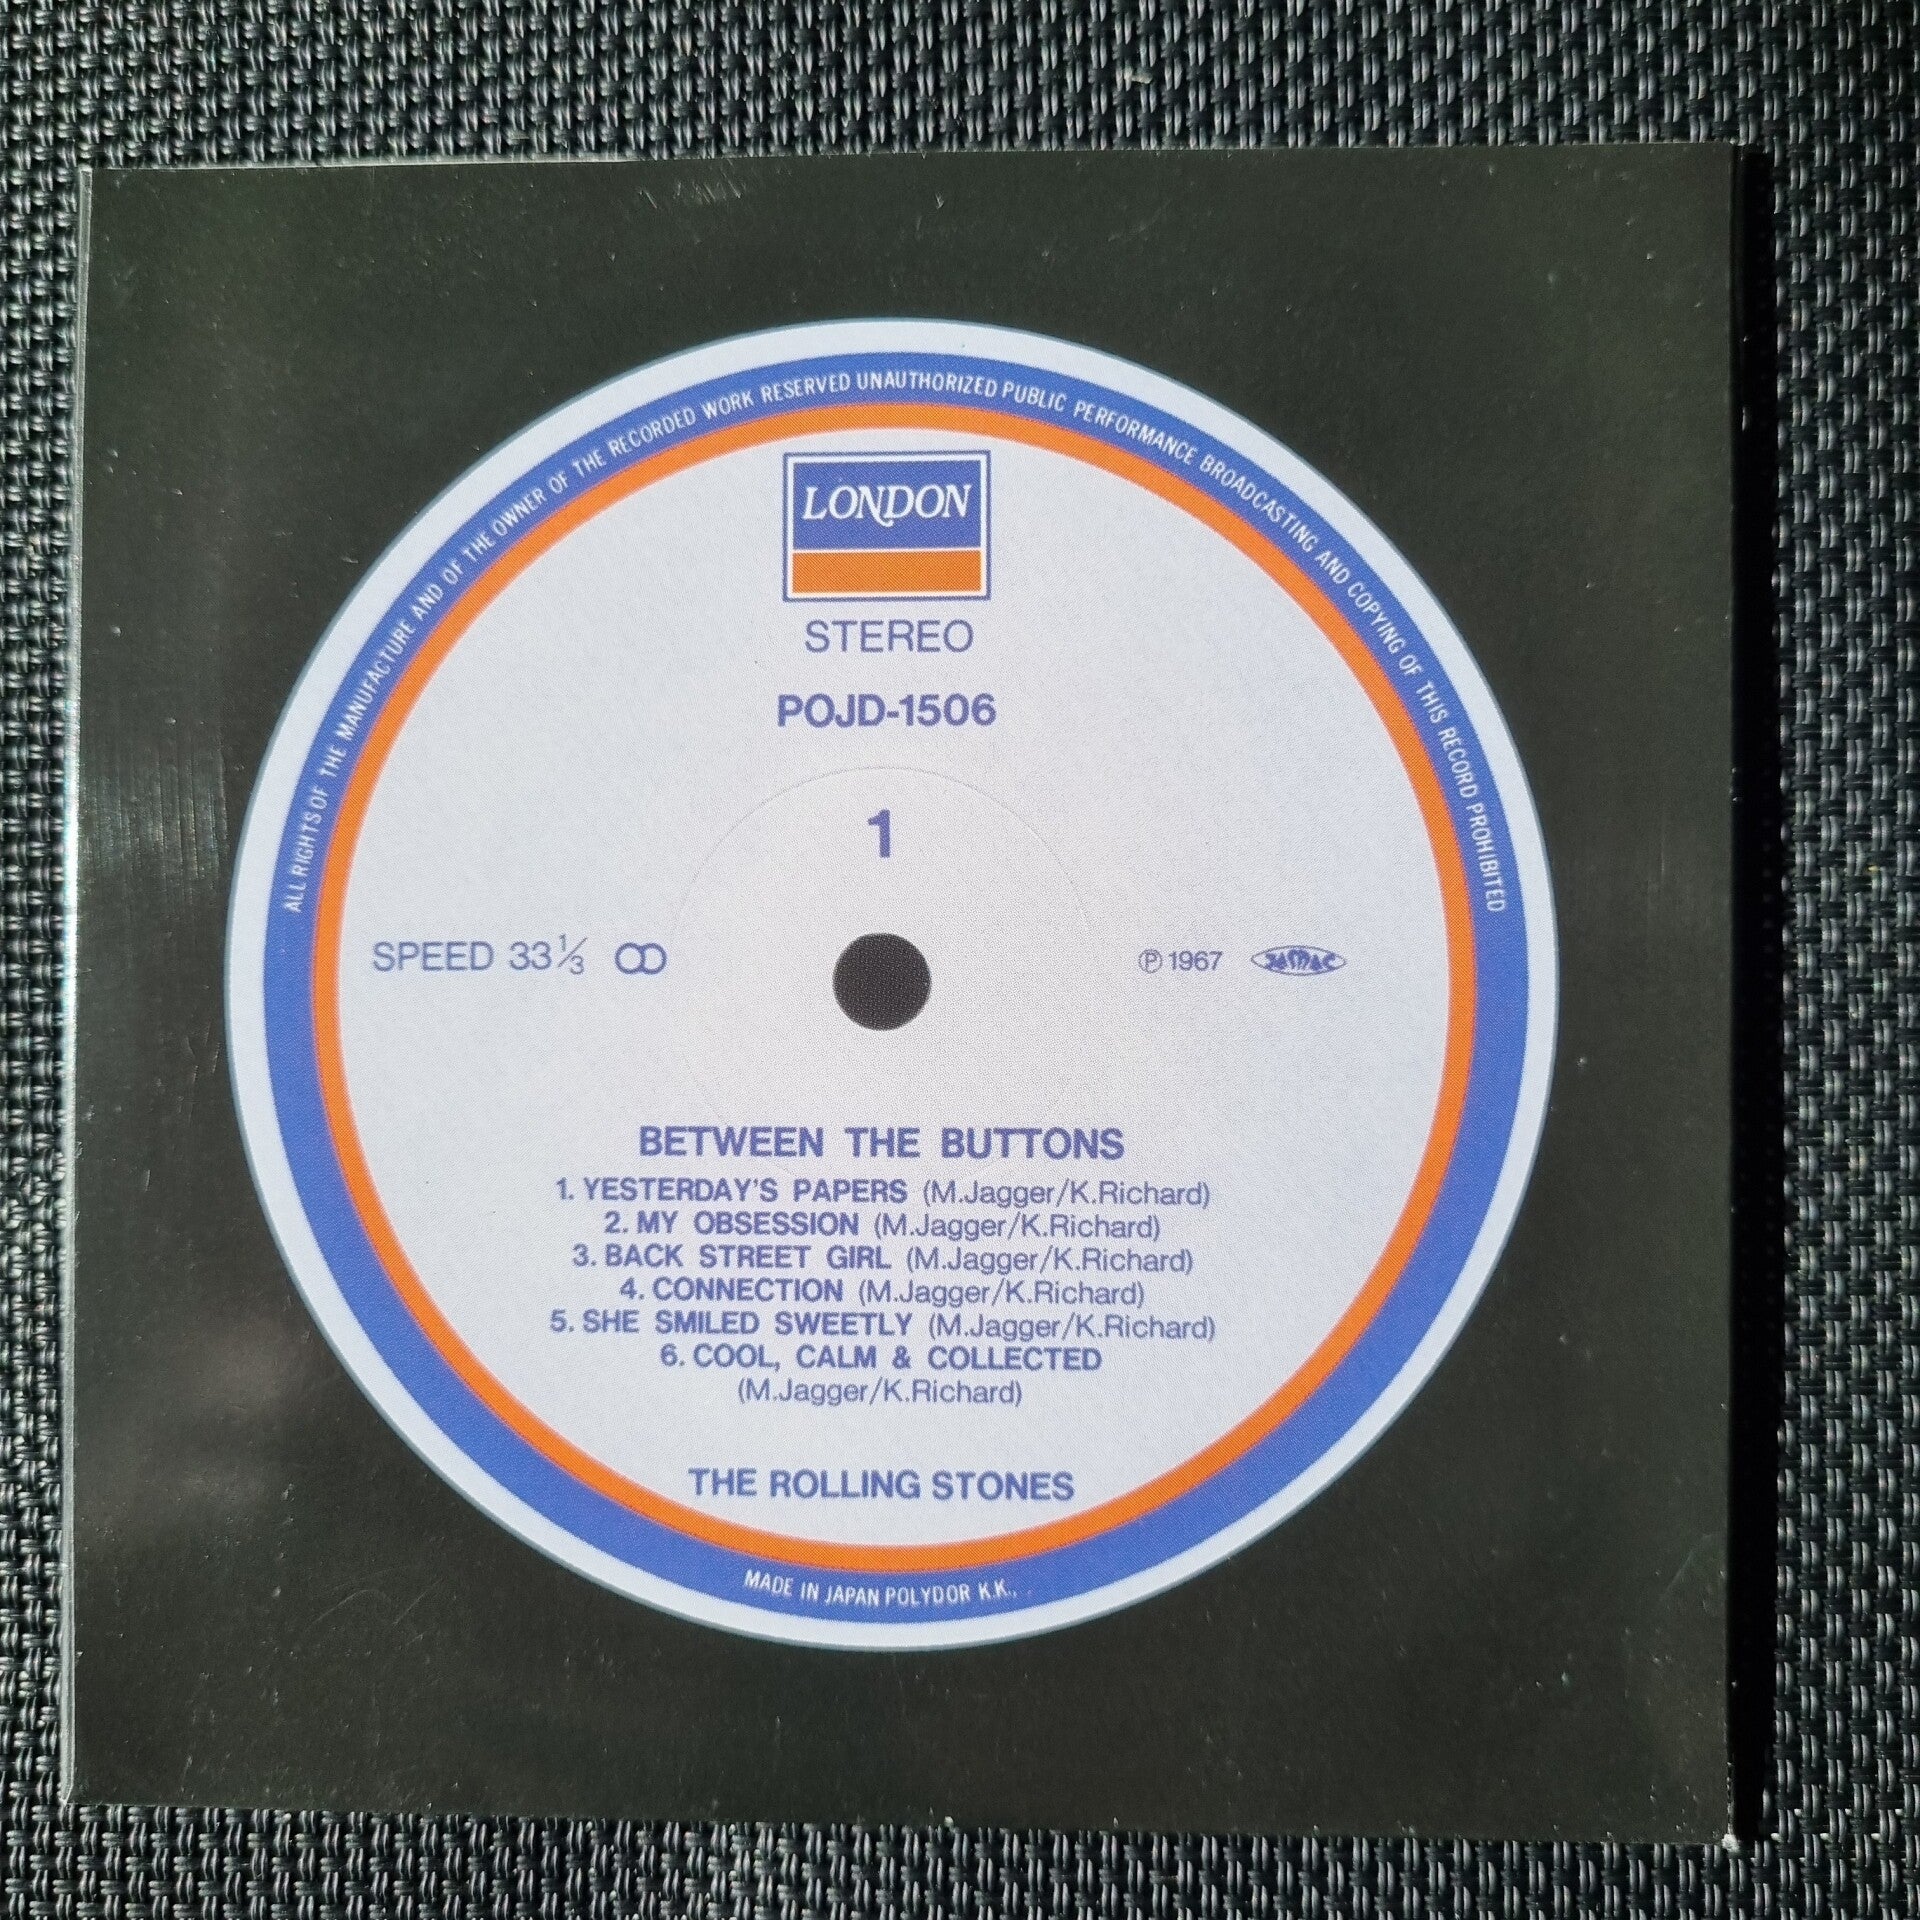 ALL RIGHTS OF THE MANUFACTURE AND OF THE OWNER OF THE RECORDED WORK RESERVED UNAUTHORIZED PUBLIC PERFORMANCE BROADCASTING AND COPYING OF THIS RECORD PROHIBITED
LONDON
STEREO
POJD-1506
1
SPEED 33⅓ ℗ 1967 JASRAC
BETWEEN THE BUTTONS
1. YESTERDAY'S PAPERS (M.Jagger/K.Richard)
2. MY OBSESSION (M.Jagger/K.Richard)
3. BACK STREET GIRL (M.Jagger/K.Richard)
4. CONNECTION (M.Jagger/K.Richard)
5. SHE SMILED SWEETLY (M.Jagger/K.Richard)
6. COOL, CALM & COLLECTED
(M.Jagger/K.Richard)
THE ROLLING STONES
MADE IN JAPAN POLYDOR K.K.,